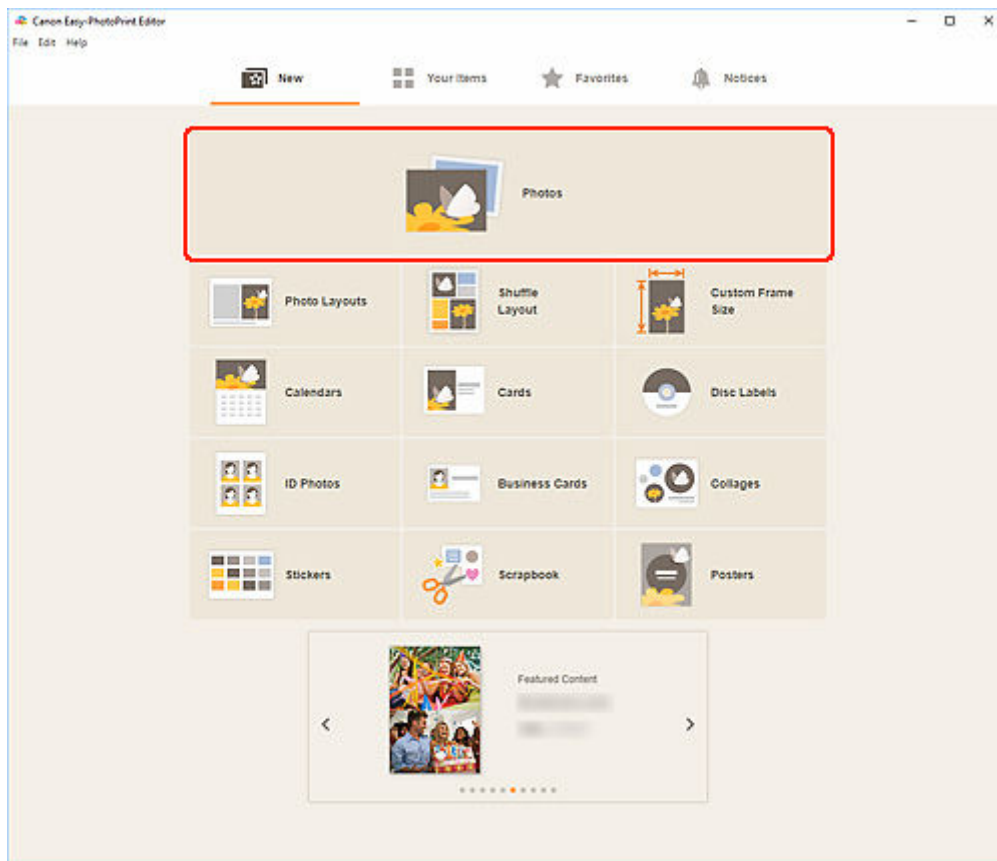 Canon Easy-PhotoPrint Editor
File Edit Help
New Your Items Favorites Notices
Photos
Photo Layouts
Shuffle
Layout
Custom Frame
Size
Calendars
Cards
Disc Labels
ID Photos
Business Cards
Collages
Stickers
Scrapbook
Posters
Featured Content